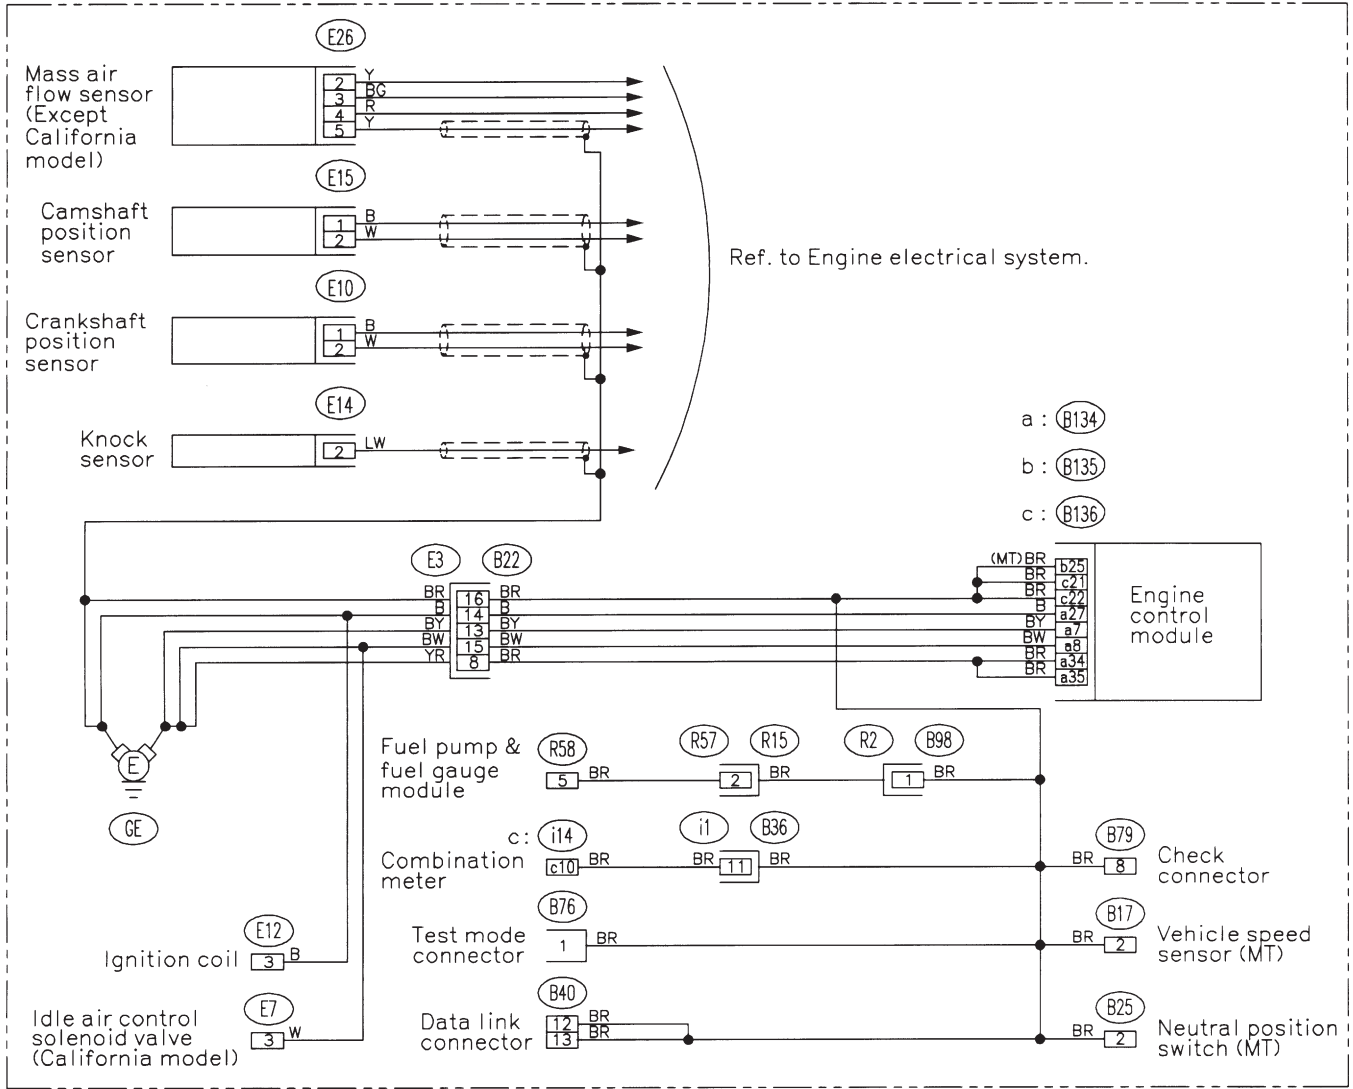 E26
Mass air
flow sensor
(Except
California
model)
2 Y
3 BG
4 R
5 Y
E15
Camshaft
position
sensor
1 B
2 W
E10
Crankshaft
position
sensor
1 B
2 W
E14
Knock
sensor
2 LW
Ref. to Engine electrical system.
a : B134
b : B135
c : B136
E3 B22
BR 16 BR
B 14 B
BY 13 BY
BW 15 BW
YR 8 BR
(MT) BR b25
BR c21
BR c22
B a27
BY a7
BW a8
BR a34
BR a35
Engine
control
module
E
GE
Fuel pump &
fuel gauge
module
R58
5 BR
R57 R15
2 BR
R2 B98
1 BR
c: i14
Combination
meter
c10 BR
i1 B36
BR 11 BR
B79
BR 8
Check
connector
B76
Test mode
connector
1 BR
B17
BR 2
Vehicle speed
sensor (MT)
B40
Data link
connector
12 BR
13 BR
B25
BR 2
Neutral position
switch (MT)
E12
Ignition coil
3 B
E7
Idle air control
solenoid valve
(California model)
3 W